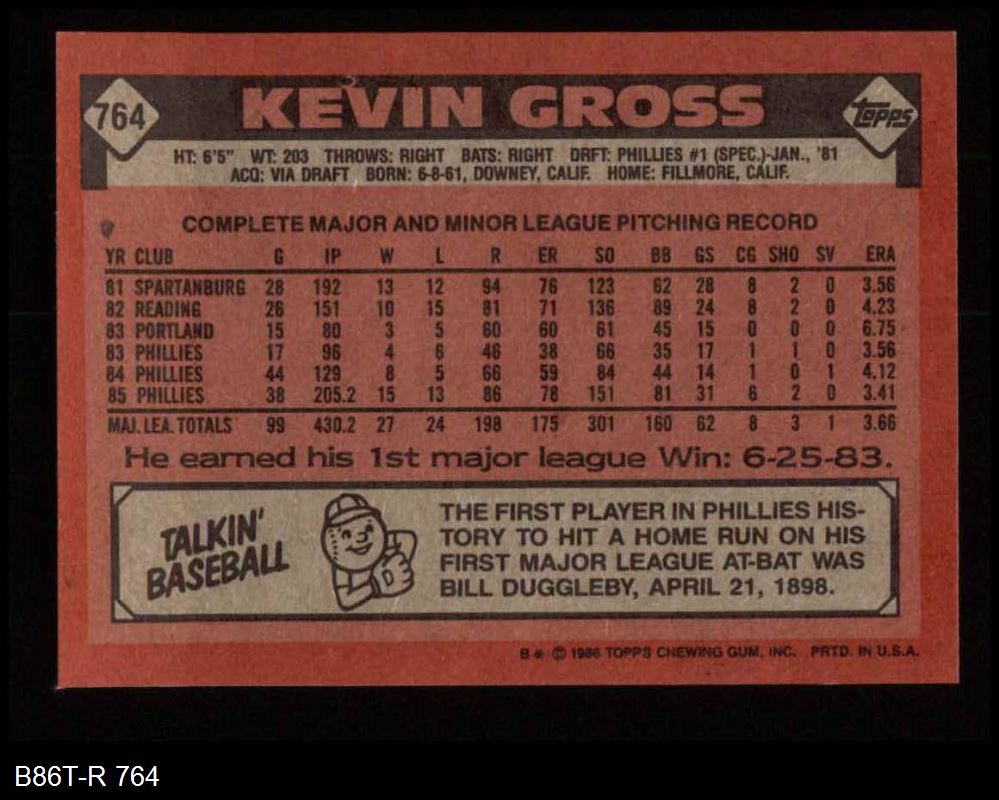 764
KEVIN GROSS
Topps
HT: 6'5" WT: 203 THROWS: RIGHT BATS: RIGHT DRFT: PHILLIES #1 (SPEC.)-JAN., '81
ACQ: VIA DRAFT BORN: 6-8-61, DOWNEY, CALIF. HOME: FILLMORE, CALIF.
COMPLETE MAJOR AND MINOR LEAGUE PITCHING RECORD
YR CLUB G IP W L R ER SO BB GS CG SHO SV ERA
81 SPARTANBURG 28 192 13 12 94 76 123 62 28 8 2 0 3.56
82 READING 26 151 10 15 81 71 136 89 24 8 2 0 4.23
83 PORTLAND 15 80 3 5 60 60 61 45 15 0 0 0 6.75
83 PHILLIES 17 96 4 6 46 38 66 35 17 1 1 0 3.56
84 PHILLIES 44 129 8 5 66 59 84 44 14 1 0 1 4.12
85 PHILLIES 38 205.2 15 13 86 78 151 81 31 6 2 0 3.41
MAJ. LEA. TOTALS 99 430.2 27 24 198 175 301 160 62 8 3 1 3.66
He earned his 1st major league Win: 6-25-83.
TALKIN'
BASEBALL
THE FIRST PLAYER IN PHILLIES HIS-
TORY TO HIT A HOME RUN ON HIS
FIRST MAJOR LEAGUE AT-BAT WAS
BILL DUGGLEBY, APRIL 21, 1898.
B* © 1986 TOPPS CHEWING GUM, INC. PRTD. IN U.S.A.
B86T-R 764